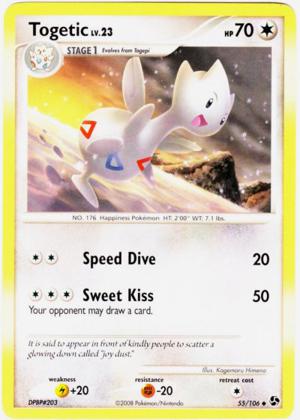 Togetic LV.23 HP 70
STAGE 1 Evolves from Togepi
NO. 176 Happiness Pokémon HT: 2'00" WT: 7.1 lbs.
Speed Dive 20
Sweet Kiss 50
Your opponent may draw a card.
It is said to appear in front of kindly people to scatter a
glowing down called "joy dust."
Illus. Kagemaru Himeno
weakness resistance retreat cost
+20 -20
DPBP#203 ©2008 Pokémon/Nintendo 55/106